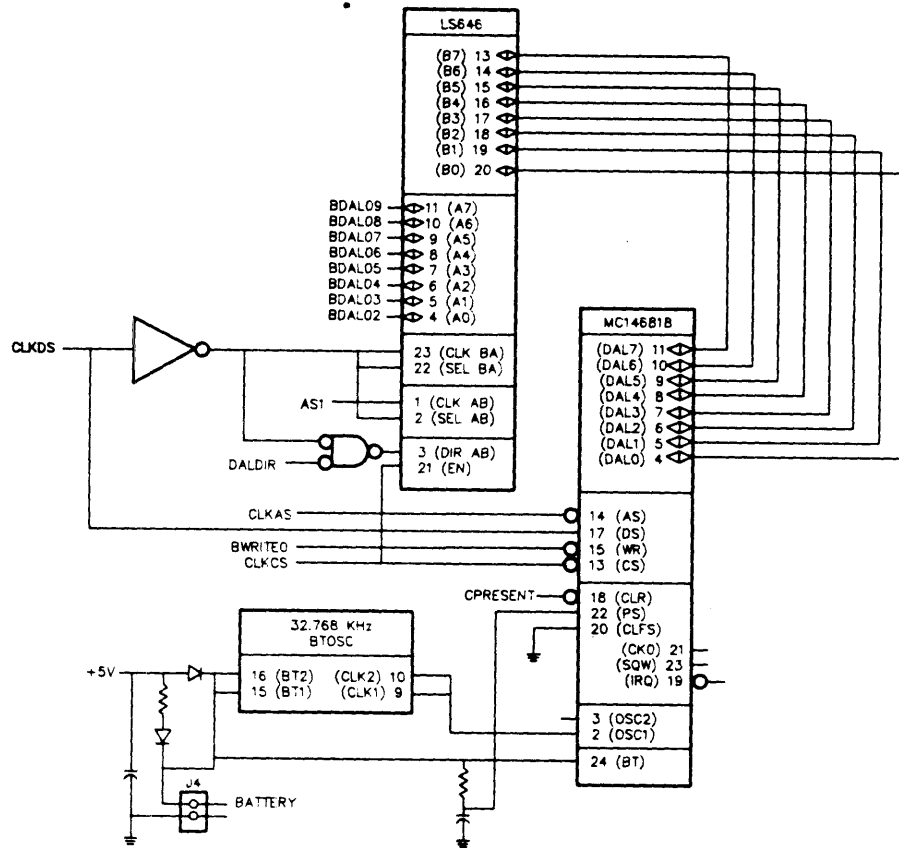 LS646
(B7) 13
(B6) 14
(B5) 15
(B4) 16
(B3) 17
(B2) 18
(B1) 19
(B0) 20
BDAL09 11 (A7)
BDAL08 10 (A6)
BDAL07 9 (A5)
BDAL06 8 (A4)
BDAL05 7 (A3)
BDAL04 6 (A2)
BDAL03 5 (A1)
BDAL02 4 (A0)
CLKDS
23 (CLK BA)
22 (SEL BA)
AS1 1 (CLK AB)
2 (SEL AB)
3 (DIR AB)
DALDIR 21 (EN)
MC146818
(DAL7) 11
(DAL6) 10
(DAL5) 9
(DAL4) 8
(DAL3) 7
(DAL2) 6
(DAL1) 5
(DAL0) 4
CLKAS 14 (AS)
17 (DS)
BWRITE0 15 (WR)
CLKCS 13 (CS)
CPRESENT 18 (CLR)
22 (PS)
20 (CLFS)
(CKO) 21
(SQW) 23
(IRQ) 19
3 (OSC2)
2 (OSC1)
24 (BT)
32.768 KHz
BTOSC
+5V
16 (BT2) (CLK2) 10
15 (BT1) (CLK1) 9
J4
BATTERY